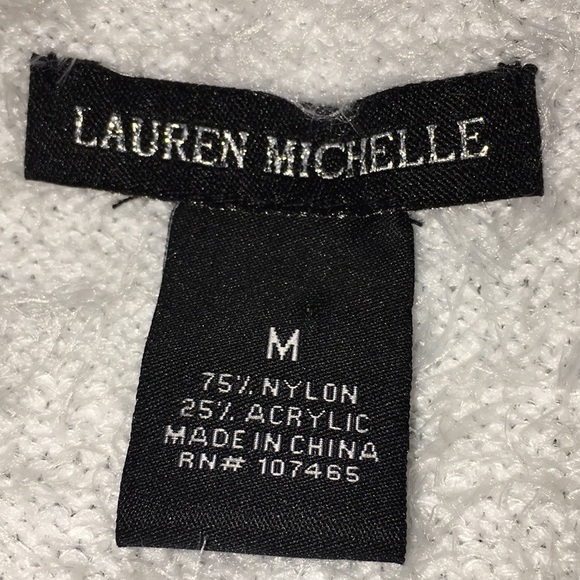 LAUREN MICHELLE
M
75% NYLON
25% ACRYLIC
MADE IN CHINA
RN# 107465